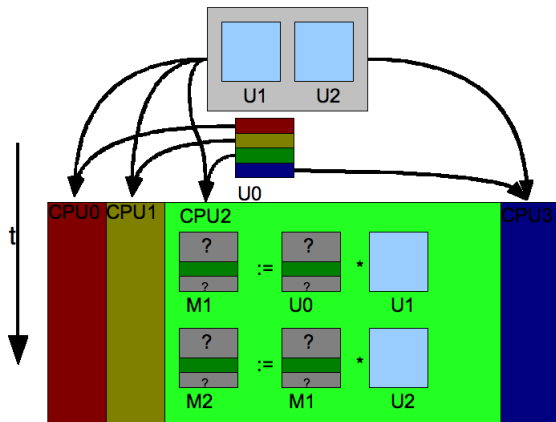 U1 U2
U0
t
CPU0 CPU1 CPU2 CPU3
? := ? *
? ?
M1 U0 U1
? := ? *
? ?
M2 M1 U2